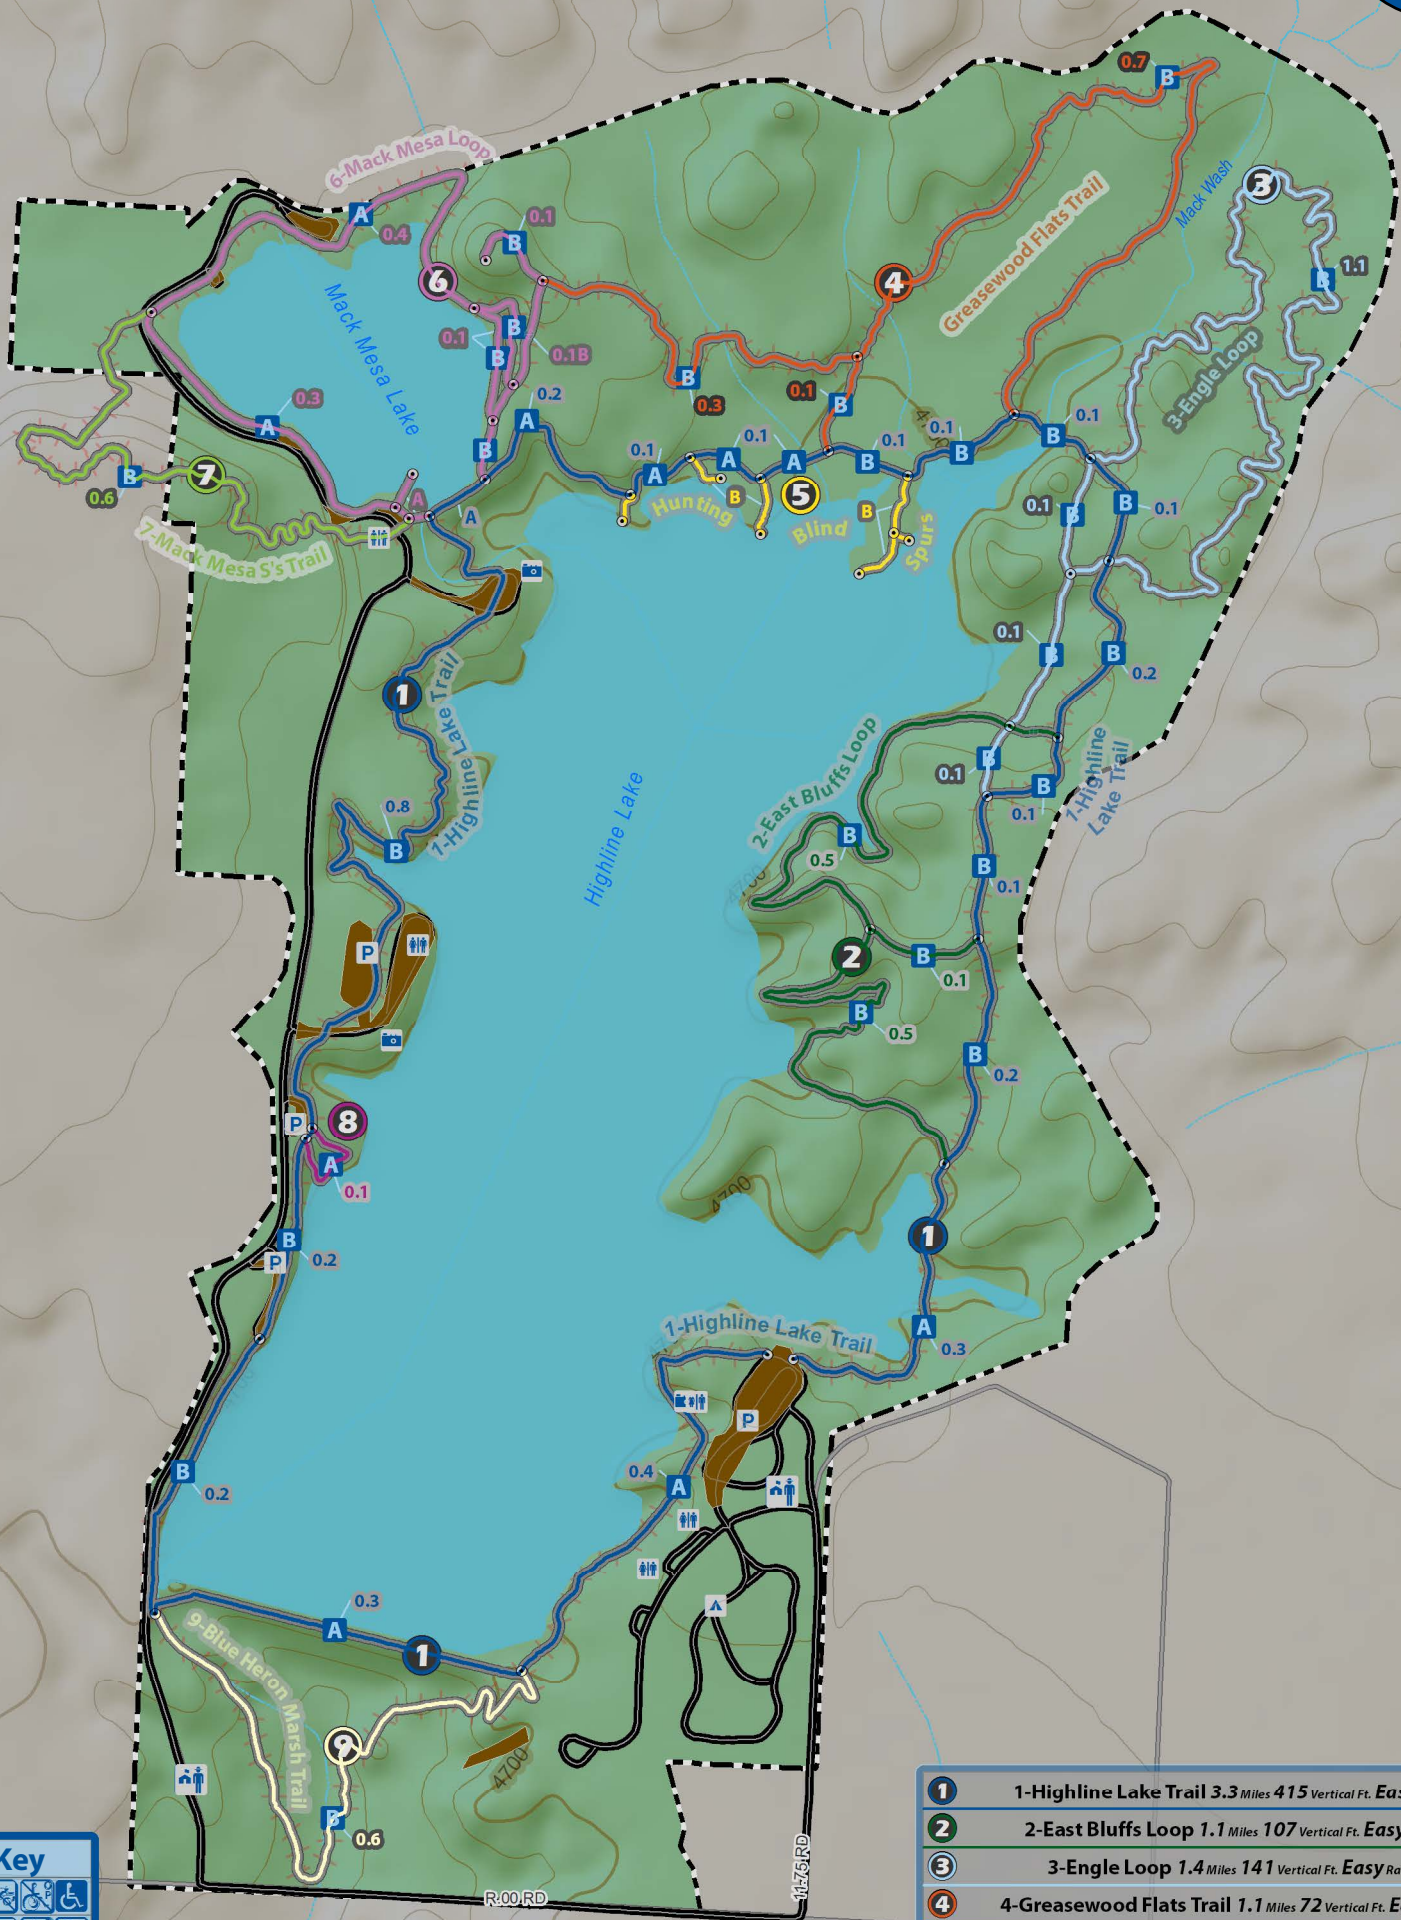 0.7
B
6-Mack Mesa Loop
Mack Wash
3
A
0.4
0.1
B
Greasewood Flats Trail
B
1.1
6
4
Mack Mesa Lake
0.1
B
B
0.1B
3-Engle Loop
B
0.3
0.1
B
0.3
A
0.2
A
0.1
0.1
0.1
0.1
B
B
A
A
A
B
B
7
B
0.6
B
5
B
0.1
B
B
0.1
A
A
Hunting
Blind
Spurs
7-Mack Mesa S's Trail
0.1
B
B
0.2
1
1-Highline Lake Trail
2-East Bluffs Loop
0.1
B
B
0.1
1-Highline
Lake Trail
0.8
B
B
0.5
B
0.1
Highline Lake
4700
P
2
B
0.1
B
0.5
B
0.2
P
8
A
0.1
4700
B
0.2
P
1
1-Highline Lake Trail
A
0.3
P
0.4
A
B
0.2
0.3
A
1
9-Blue Heron Marsh Trail
9
4700
B
0.6
11.75 RD
R.00 RD
1 1-Highline Lake Trail 3.3 Miles 415 Vertical Ft. Eas
2 2-East Bluffs Loop 1.1 Miles 107 Vertical Ft. Easy
3 3-Engle Loop 1.4 Miles 141 Vertical Ft. Easy Ra
4 4-Greasewood Flats Trail 1.1 Miles 72 Vertical Ft. E
Key